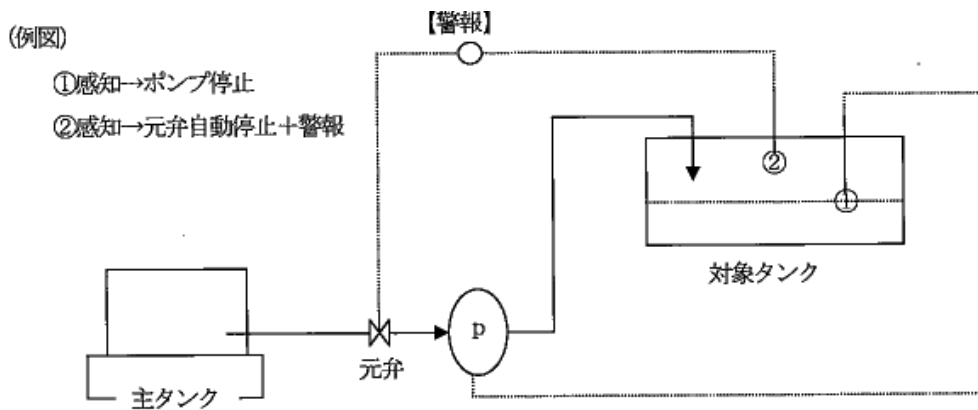 【警報】
(例図)
①感知→ポンプ停止
②感知→元弁自動停止＋警報
②
①
対象タンク
p
元弁
主タンク